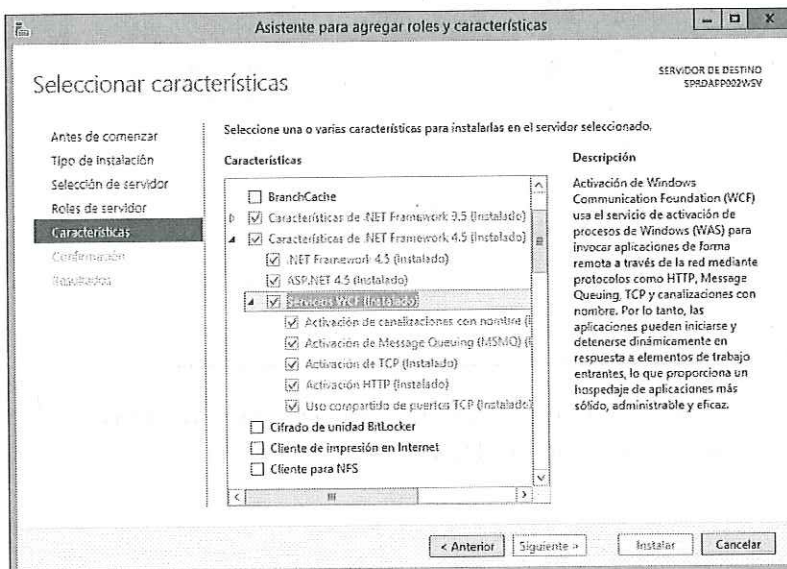 Asistente para agregar roles y características
Seleccionar características
SERVIDOR DE DESTINO
SPRDAPP002WSV
Antes de comenzar
Tipo de instalación
Selección de servidor
Roles de servidor
Características
Confirmación
Resultados
Seleccione una o varias características para instalarlas en el servidor seleccionado.
Características
BranchCache
Características de .NET Framework 3.5 (Instalado)
Características de .NET Framework 4.5 (Instalado)
.NET Framework 4.5 (Instalado)
ASP.NET 4.5 (Instalado)
Servicios WCF (Instalado)
Activación de canalizaciones con nombre (
Activación de Message Queuing (MSMQ) (
Activación de TCP (Instalado)
Activación HTTP (Instalado)
Uso compartido de puertos TCP (Instalado)
Cifrado de unidad BitLocker
Cliente de impresión en Internet
Cliente para NFS
Descripción
Activación de Windows
Communication Foundation (WCF)
usa el servicio de activación de
procesos de Windows (WAS) para
invocar aplicaciones de forma
remota a través de la red mediante
protocolos como HTTP, Message
Queuing, TCP y canalizaciones con
nombre. Por lo tanto, las
aplicaciones pueden iniciarse y
detenerse dinámicamente en
respuesta a elementos de trabajo
entrantes, lo que proporciona un
hospedaje de aplicaciones más
sólido, administrable y eficaz.
< Anterior
Siguiente >
Instalar
Cancelar